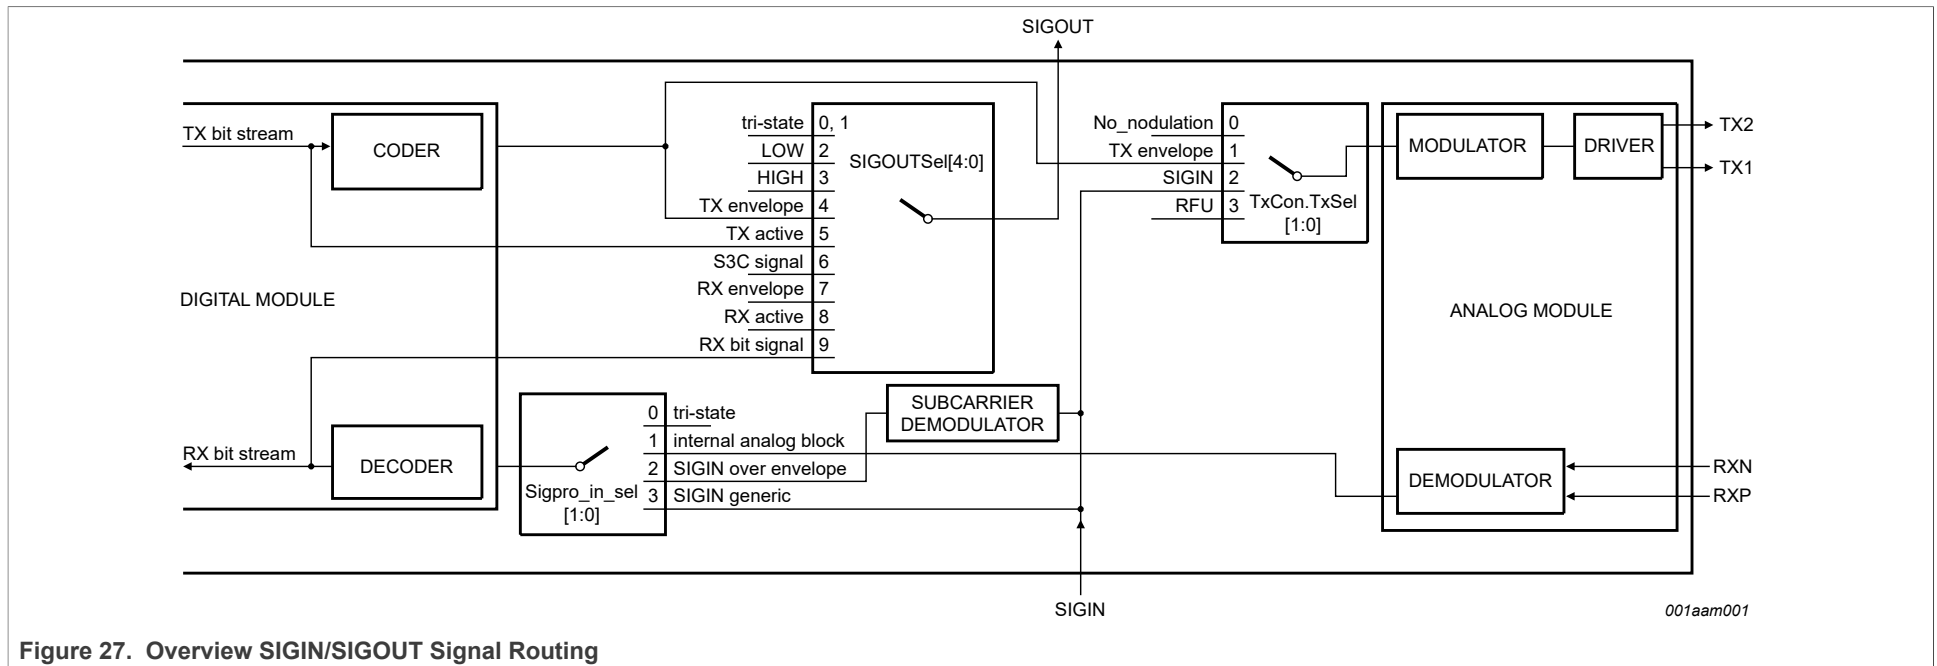 SIGOUT
TX bit stream
CODER
tri-state 0, 1
LOW 2
HIGH 3
TX envelope 4
TX active 5
S3C signal 6
RX envelope 7
RX active 8
RX bit signal 9
SIGOUTSel[4:0]
No_nodulation 0
TX envelope 1
SIGIN 2
RFU 3
TxCon.TxSel
[1:0]
MODULATOR
DRIVER
TX2
TX1
DIGITAL MODULE
ANALOG MODULE
SUBCARRIER
DEMODULATOR
RX bit stream
DECODER
Sigpro_in_sel
[1:0]
0 tri-state
1 internal analog block
2 SIGIN over envelope
3 SIGIN generic
DEMODULATOR
RXN
RXP
SIGIN
001aam001
Figure 27. Overview SIGIN/SIGOUT Signal Routing